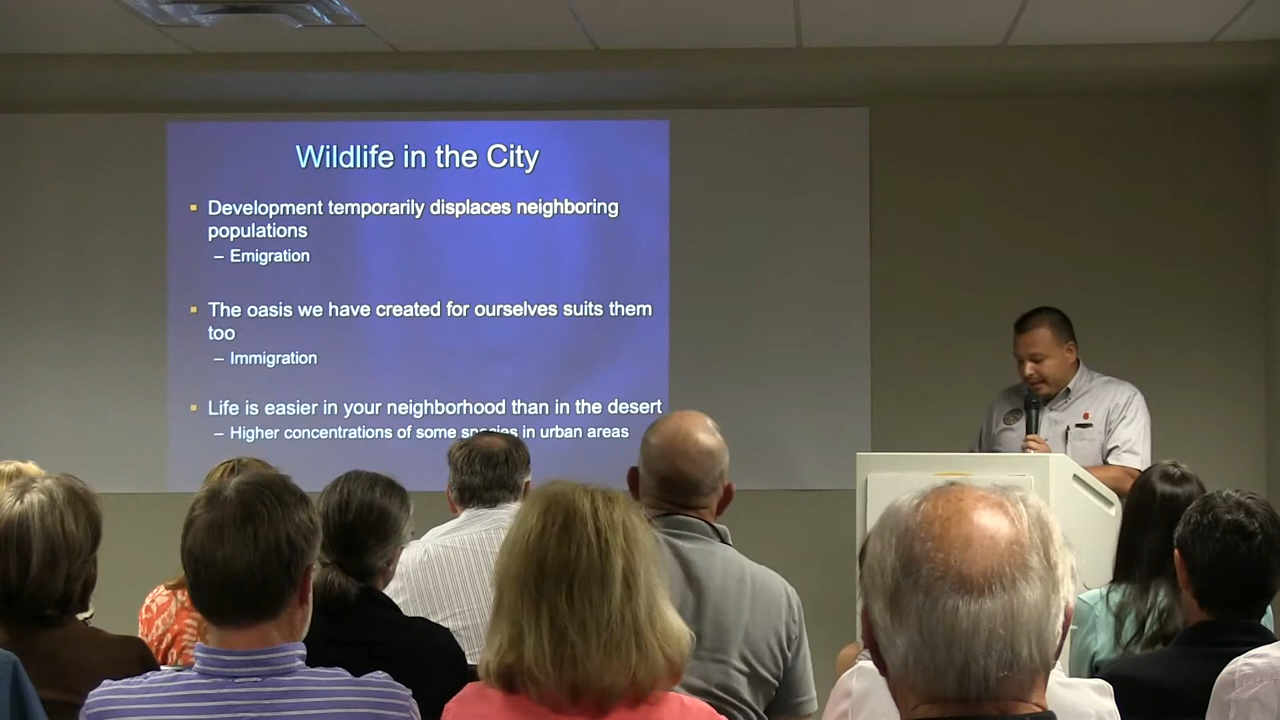 Wildlife in the City
Development temporarily displaces neighboring
populations
– Emigration
The oasis we have created for ourselves suits them
too
– Immigration
Life is easier in your neighborhood than in the desert
– Higher concentrations of some species in urban areas